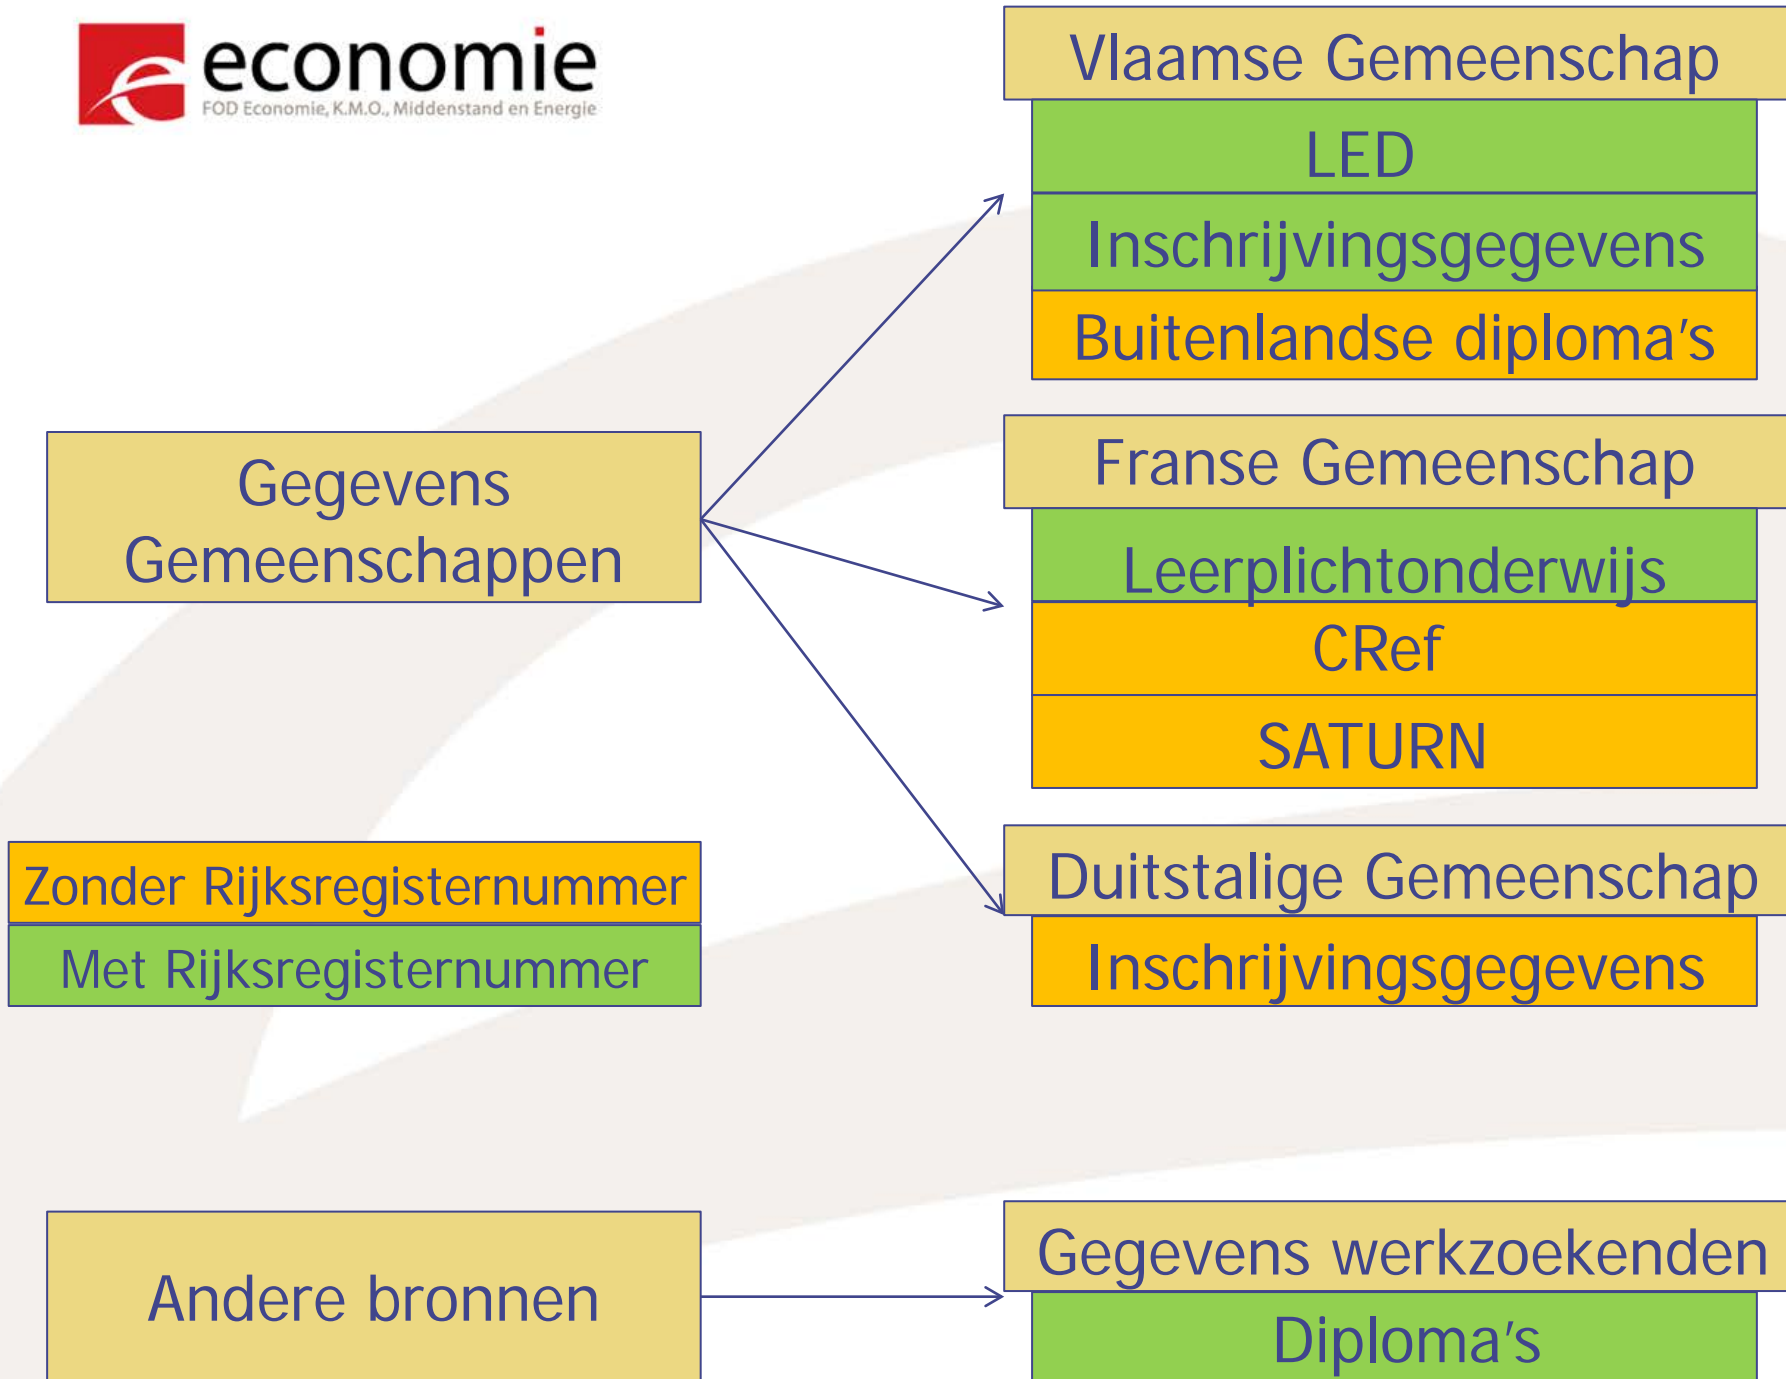 economie
FOD Economie, K.M.O., Middenstand en Energie
Vlaamse Gemeenschap
LED
Inschrijvingsgegevens
Buitenlandse diploma’s
Gegevens
Gemeenschappen
Franse Gemeenschap
Leerplichtonderwijs
CRef
SATURN
Zonder Rijksregisternummer
Met Rijksregisternummer
Duitstalige Gemeenschap
Inschrijvingsgegevens
Andere bronnen
Gegevens werkzoekenden
Diploma’s